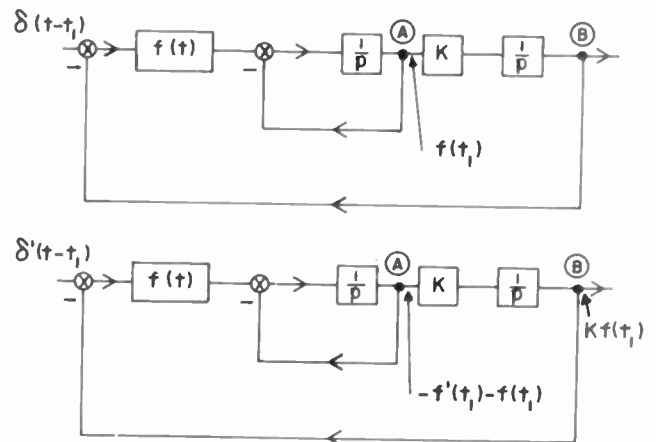 δ(t-t₁)
f(t)
1/p
A
K
1/p
B
f(t₁)
δ'(t-t₁)
f(t)
1/p
A
K
1/p
B
Kf(t₁)
-f'(t₁)-f(t₁)